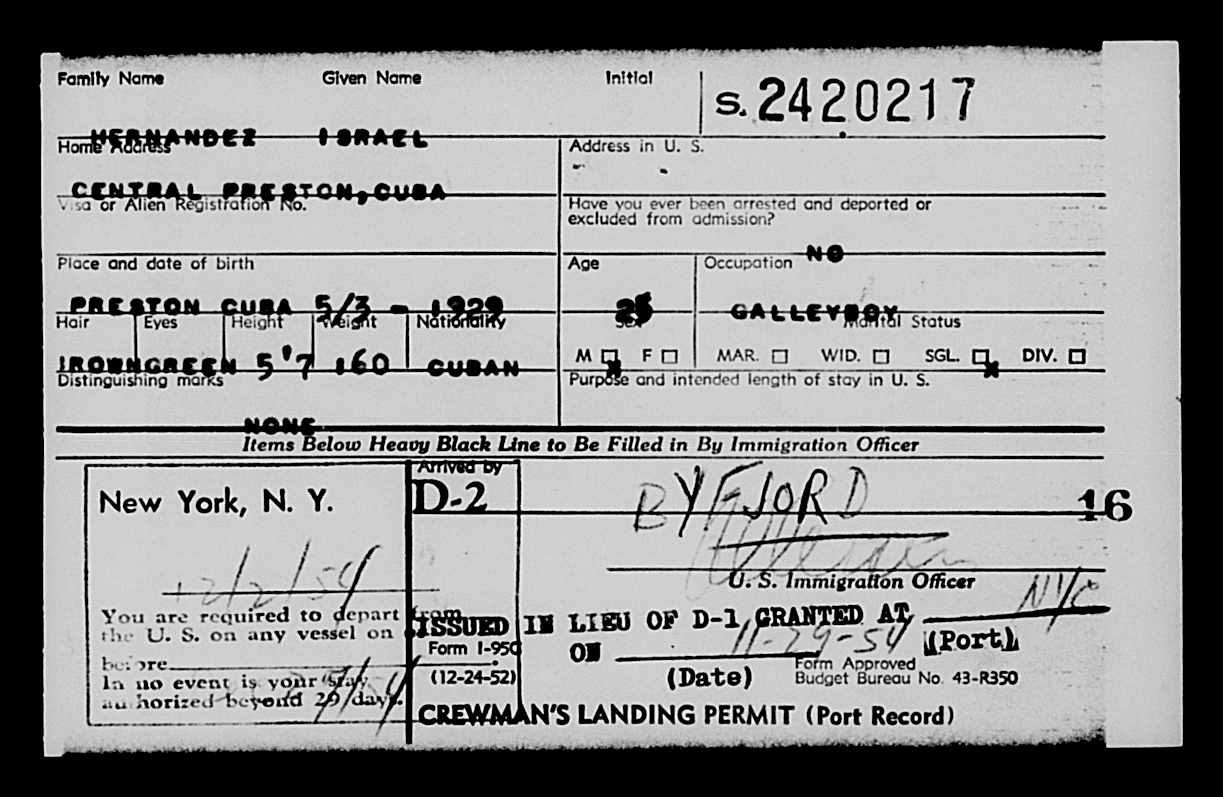 Family Name Given Name Initial
S. 2420217
HERNANDEZ ISRAEL
Home Address Address in U. S.
CENTRAL PRESTON, CUBA
Visa or Alien Registration No. Have you ever been arrested and deported or
excluded from admission?
NO
Place and date of birth Age Occupation
PRESTON CUBA 5/3 - 1929 25 GALLEYBOY
Hair Eyes Height Weight Nationality Sex Marital Status
M F MAR. WID. SGL. DIV.
X X
IROWNGREEN 5'7 160 CUBAN
Distinguishing marks Purpose and intended length of stay in U. S.
NONE
Items Below Heavy Black Line to Be Filled in By Immigration Officer
Arrived by
New York, N. Y. D-2 BYFJORD 16
12/2/54
U. S. Immigration Officer
You are required to depart from
the U. S. on any vessel on or
before
In no event is your stay
authorized beyond 29 days.
ISSUED IN LIEU OF D-1, GRANTED AT NYC
(Port)
ON 11-29-54
(Date)
Form I-95C
(12-24-52)
Form Approved
Budget Bureau No. 43-R350
CREWMAN'S LANDING PERMIT (Port Record)